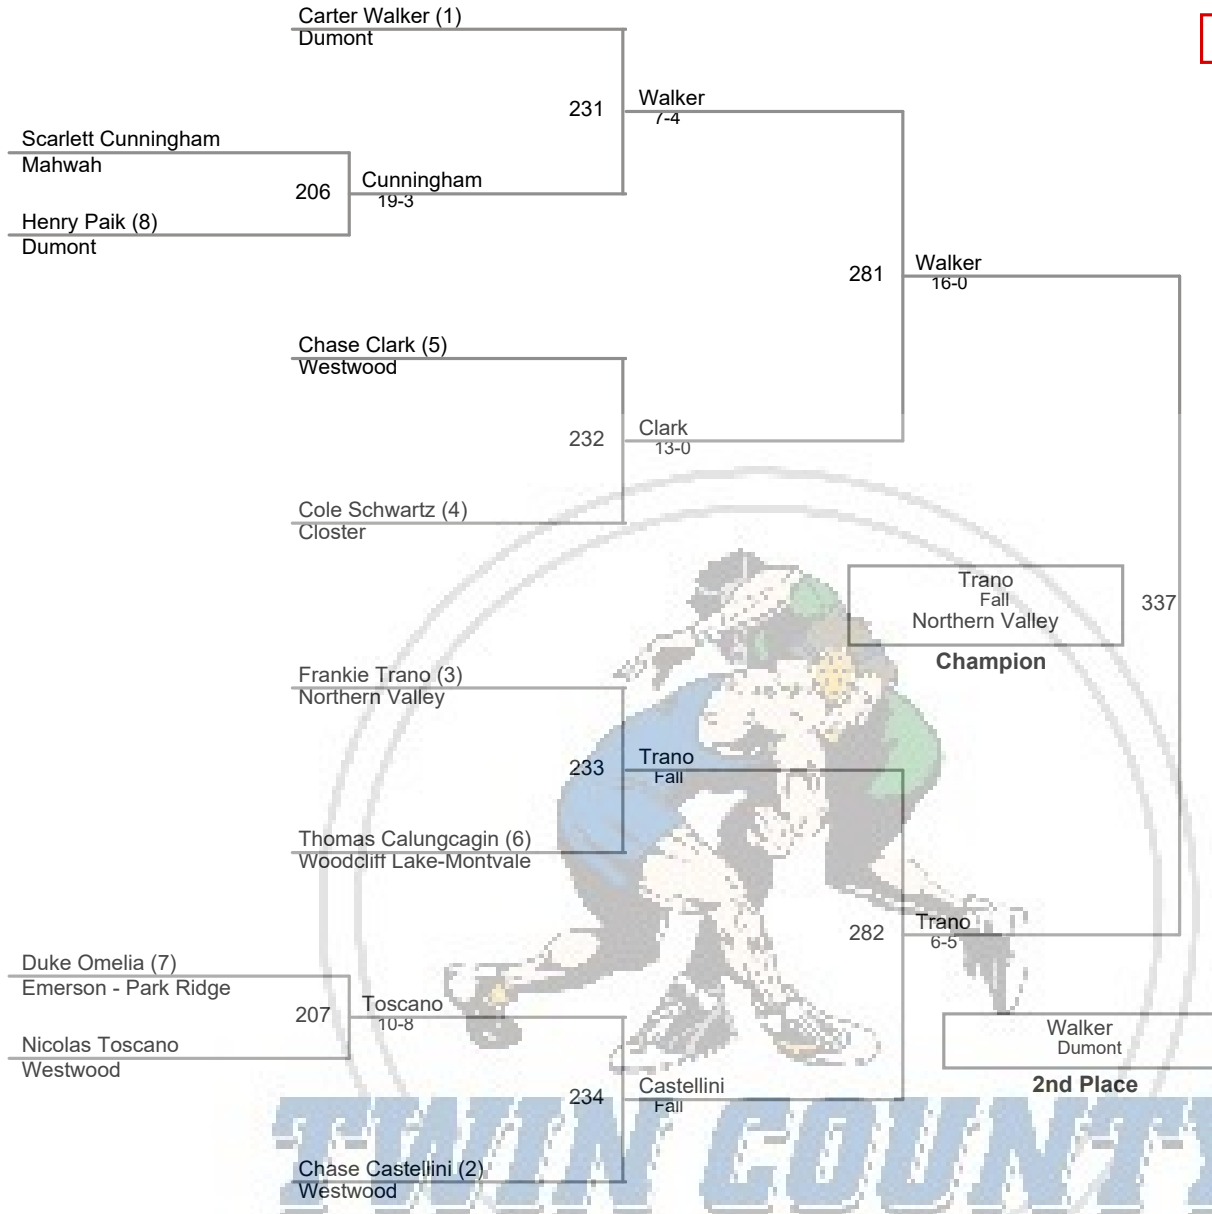 Carter Walker (1)
Dumont
231
Walker
7-4
Scarlett Cunningham
Mahwah
206
Cunningham
19-3
Henry Paik (8)
Dumont
281
Walker
16-0
Chase Clark (5)
Westwood
232
Clark
13-0
Cole Schwartz (4)
Closter
Trano
Fall
Northern Valley
337
Champion
Frankie Trano (3)
Northern Valley
233
Trano
Fall
Thomas Calungcagin (6)
Woodcliff Lake-Montvale
282
Trano
6-5
Duke Omelia (7)
Emerson - Park Ridge
207
Toscano
10-8
Nicolas Toscano
Westwood
Walker
Dumont
2nd Place
234
Castellini
Fall
TWIN COUNTY
Chase Castellini (2)
Westwood